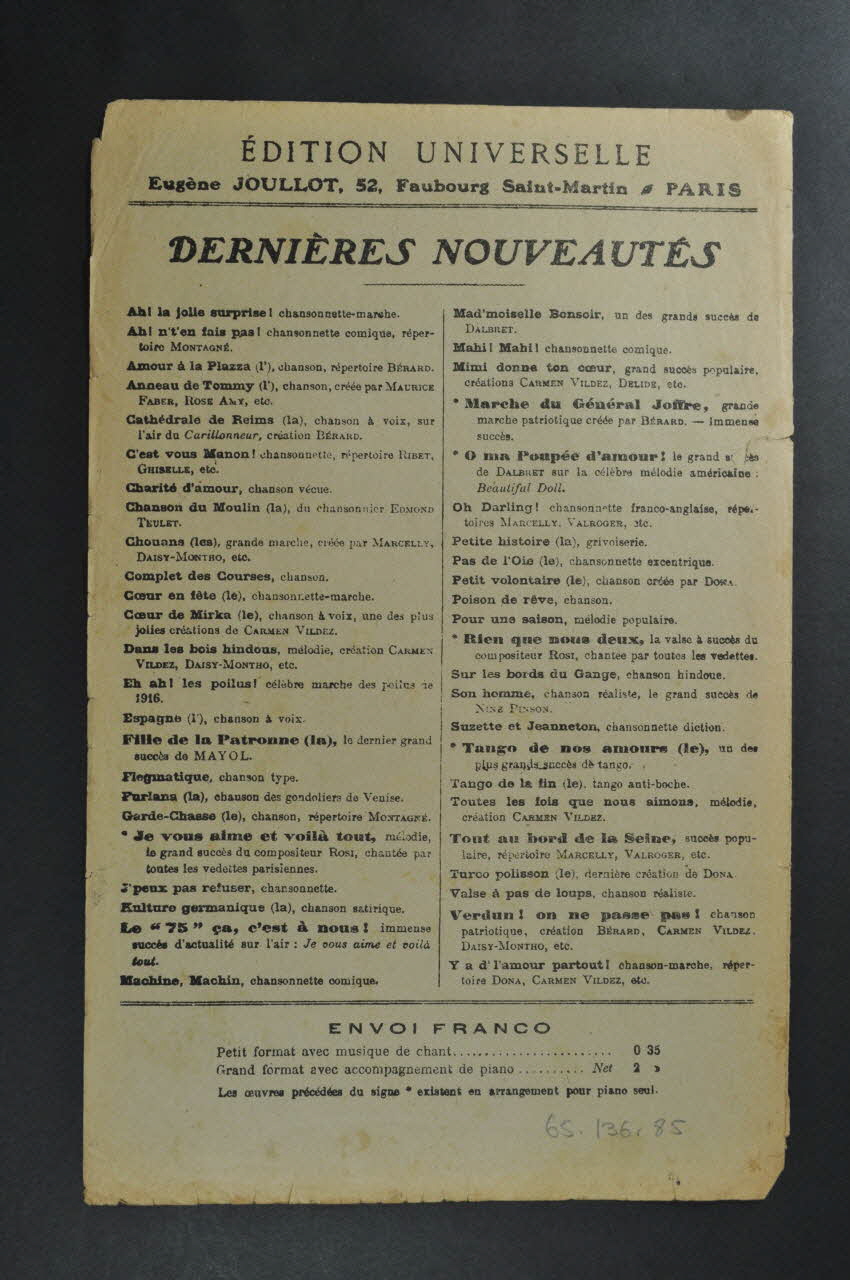 ÉDITION UNIVERSELLE
Eugène JOULLOT, 52, Faubourg Saint-Martin PARIS
DERNIÈRES NOUVEAUTÉS
Ah! la jolie surprise! chansonnette-marche.
Ah! n't'en fais pas! chansonnette comique, réper-
toire MONTAGNÉ.
Amour à la Plazza (l'), chanson, répertoire BÉRARD.
Anneau de Tommy (l'), chanson, créée par MAURICE
FABER, ROSE AMY, etc.
Cathédrale de Reims (la), chanson à voix, sur
l'air du Carillonneur, création BÉRARD.
C'est vous Manon! chansonnette, répertoire RIBET,
GHISELLE, etc.
Charité d'amour, chanson vécue.
Chanson du Moulin (la), du chansonnier EDMOND
TEULET.
Chouans (les), grande marche, créée par MARCELLY,
DAISY-MONTHO, etc.
Complet des Courses, chanson.
Cœur en fête (le), chansonnette-marche.
Cœur de Mirka (le), chanson à voix, une des plus
jolies créations de CARMEN VILDEZ.
Dans les bois hindous, mélodie, création CARMEN
VILDEZ, DAISY-MONTHO, etc.
Eh ah! les poilus! célèbre marche des poilus de
1916.
Espagne (l'), chanson à voix.
Fille de la Patronne (la), le dernier grand
succès de MAYOL.
Flegmatique, chanson type.
Furlana (la), chanson des gondoliers de Venise.
Garde-Chasse (le), chanson, répertoire MONTAGNÉ.
* Je vous aime et voilà tout, mélodie,
le grand succès du compositeur ROSI, chantée par
toutes les vedettes parisiennes.
J'peux pas refuser, chansonnette.
Kulture germanique (la), chanson satirique.
Le "75" ça, c'est à nous! immense
succès d'actualité sur l'air : Je vous aime et voilà
tout.
Machine, Machin, chansonnette comique.
Mad'moiselle Bonsoir, un des grands succès de
DALBRET.
Mahi! Mahi! chansonnette comique.
Mimi donne ton cœur, grand succès populaire,
créations CARMEN VILDEZ, DELIDE, etc.
* Marche du Général Joffre, grande
marche patriotique créée par BÉRARD. — Immense
succès.
* O ma Poupée d'amour! le grand succès
de DALBRET sur la célèbre mélodie américaine :
Beautiful Doll.
Oh Darling! chansonnette franco-anglaise, réper-
toires MARCELLY, VALROGER, etc.
Petite histoire (la), grivoiserie.
Pas de l'Oie (le), chansonnette excentrique.
Petit volontaire (le), chanson créée par DONA.
Poison de rêve, chanson.
Pour une saison, mélodie populaire.
* Rien que nous deux, la valse à succès du
compositeur ROSI, chantée par toutes les vedettes.
Sur les bords du Gange, chanson hindoue.
Son homme, chanson réaliste, le grand succès de
NINE PINSON.
Suzette et Jeanneton, chansonnette diction.
* Tango de nos amours (le), un des
plus grands succès de tango.
Tango de la fin (le), tango anti-boche.
Toutes les fois que nous aimons, mélodie,
création CARMEN VILDEZ.
Tout au bord de la Seine, succès popu-
laire, répertoire MARCELLY, VALROGER, etc.
Turco polisson (le), dernière création de DONA.
Valse à pas de loups, chanson réaliste.
Verdun! on ne passe pas! chanson
patriotique, création BÉRARD, CARMEN VILDEZ,
DAISY-MONTHO, etc.
Y a d'l'amour partout! chanson-marche, réper-
toire DONA, CARMEN VILDEZ, etc.
ENVOI FRANCO
Petit format avec musique de chant........................ 0 35
Grand format avec accompagnement de piano .......... Net 2 »
Les œuvres précédées du signe * existent en arrangement pour piano seul.
65.136.85